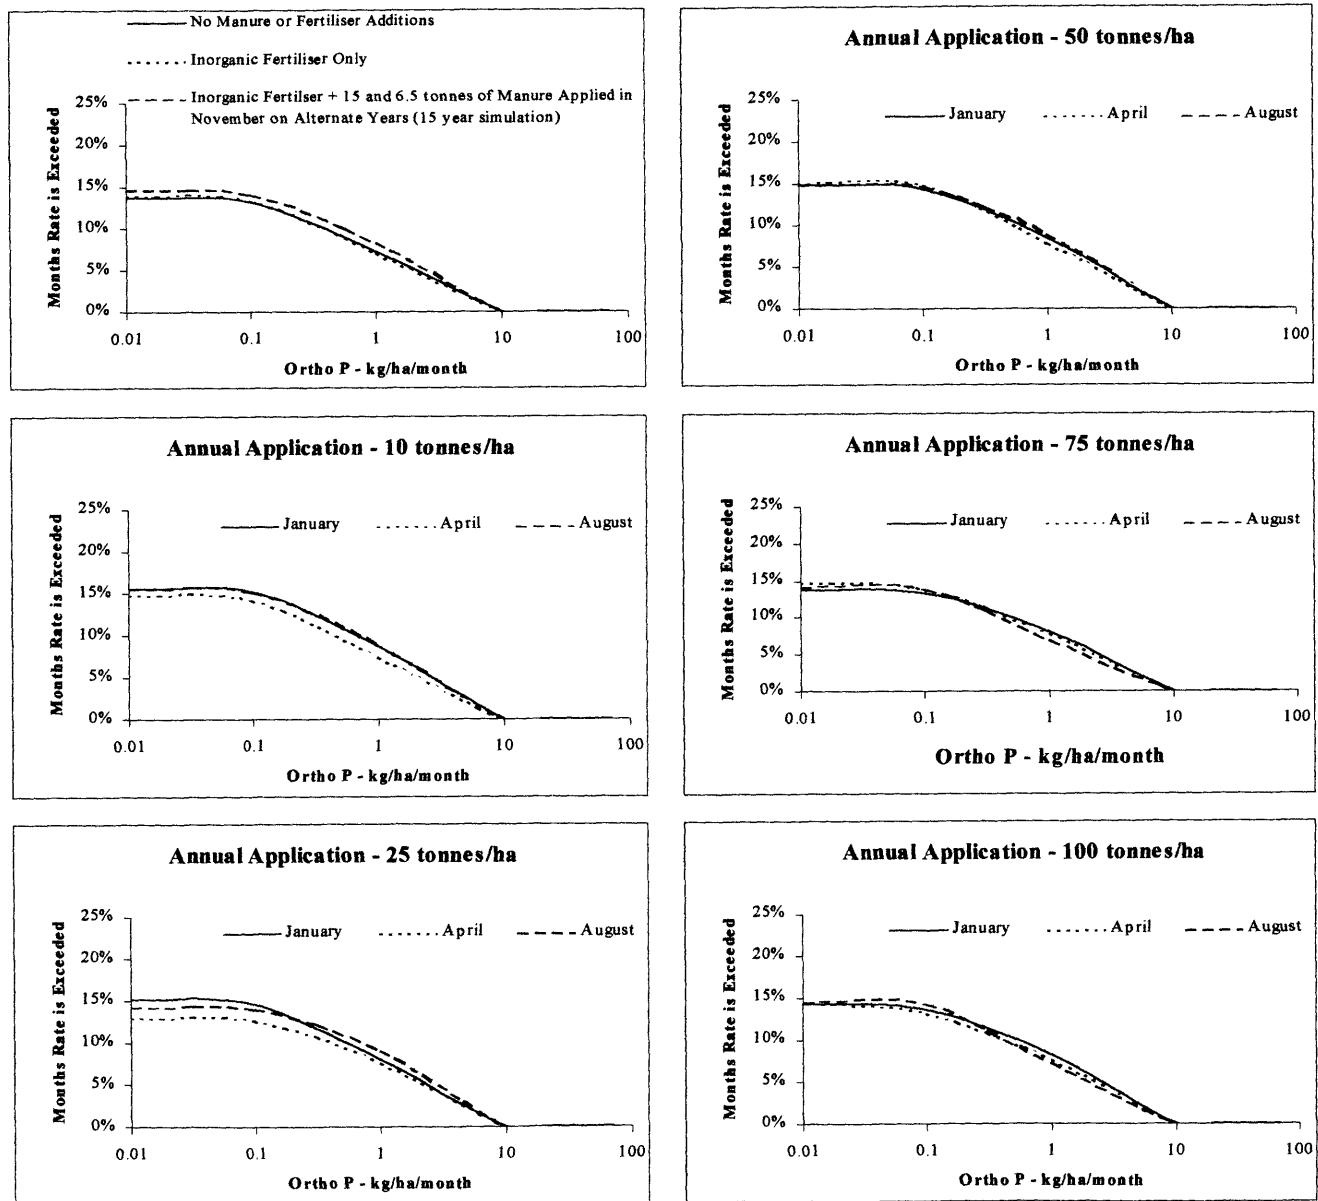 No Manure or Fertiliser Additions
Inorganic Fertiliser Only
Inorganic Fertilser + 15 and 6.5 tonnes of Manure Applied in
November on Alternate Years (15 year simulation)
Months Rate is Exceeded
25%
20%
15%
10%
5%
0%
0.01 0.1 1 10 100
Ortho P - kg/ha/month
Annual Application - 50 tonnes/ha
January April August
Months Rate is Exceeded
25%
20%
15%
10%
5%
0%
0.01 0.1 1 10 100
Ortho P - kg/ha/month
Annual Application - 10 tonnes/ha
January April August
Months Rate is Exceeded
25%
20%
15%
10%
5%
0%
0.01 0.1 1 10 100
Ortho P - kg/ha/month
Annual Application - 75 tonnes/ha
January April August
Months Rate is Exceeded
25%
20%
15%
10%
5%
0%
0.01 0.1 1 10 100
Ortho P - kg/ha/month
Annual Application - 25 tonnes/ha
January April August
Months Rate is Exceeded
25%
20%
15%
10%
5%
0%
0.01 0.1 1 10 100
Ortho P - kg/ha/month
Annual Application - 100 tonnes/ha
January April August
Months Rate is Exceeded
25%
20%
15%
10%
5%
0%
0.01 0.1 1 10 100
Ortho P - kg/ha/month